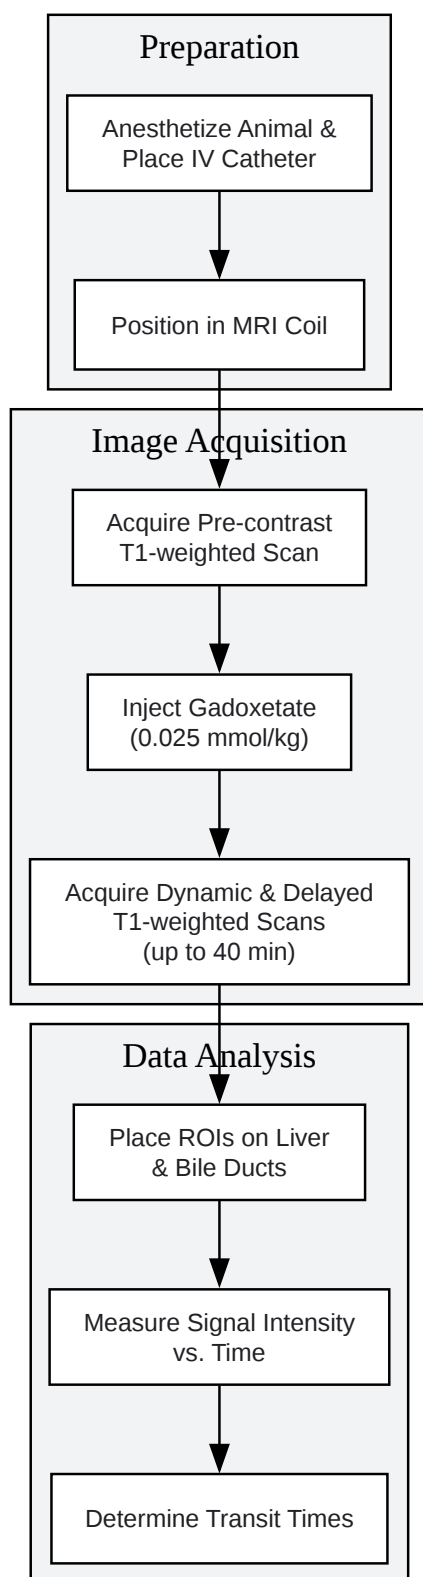 Preparation
Anesthetize Animal &
Place IV Catheter
Position in MRI Coil
Image Acquisition
Acquire Pre-contrast
T1-weighted Scan
Inject Gadoxetate
(0.025 mmol/kg)
Acquire Dynamic & Delayed
T1-weighted Scans
(up to 40 min)
Data Analysis
Place ROIs on Liver
& Bile Ducts
Measure Signal Intensity
vs. Time
Determine Transit Times